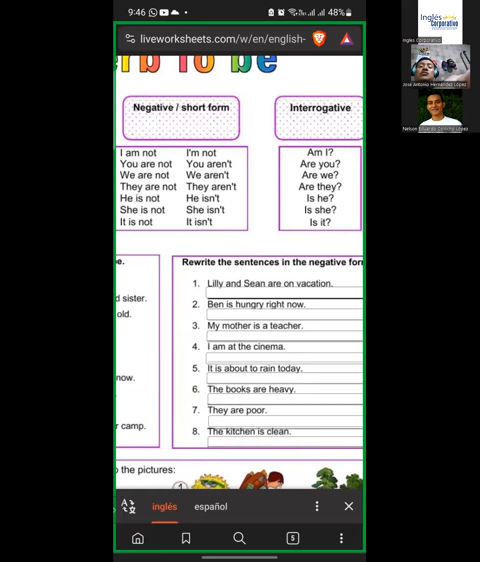 9:46
48%
liveworksheets.com/w/en/english-
rb to be
Negative / short form
Interrogative
I am not I'm not
You are not You aren't
We are not We aren't
They are not They aren't
He is not He isn't
She is not She isn't
It is not It isn't
Am I?
Are you?
Are we?
Are they?
Is he?
Is she?
Is it?
e.
d sister.
old.
now.
r camp.
Rewrite the sentences in the negative for
1. Lilly and Sean are on vacation.
2. Ben is hungry right now.
3. My mother is a teacher.
4. I am at the cinema.
5. It is about to rain today.
6. The books are heavy.
7. They are poor.
8. The kitchen is clean.
the pictures:
1
inglés español
5
Inglés
Corporativo
Ingles Corporativo
José Antonio Hernández López